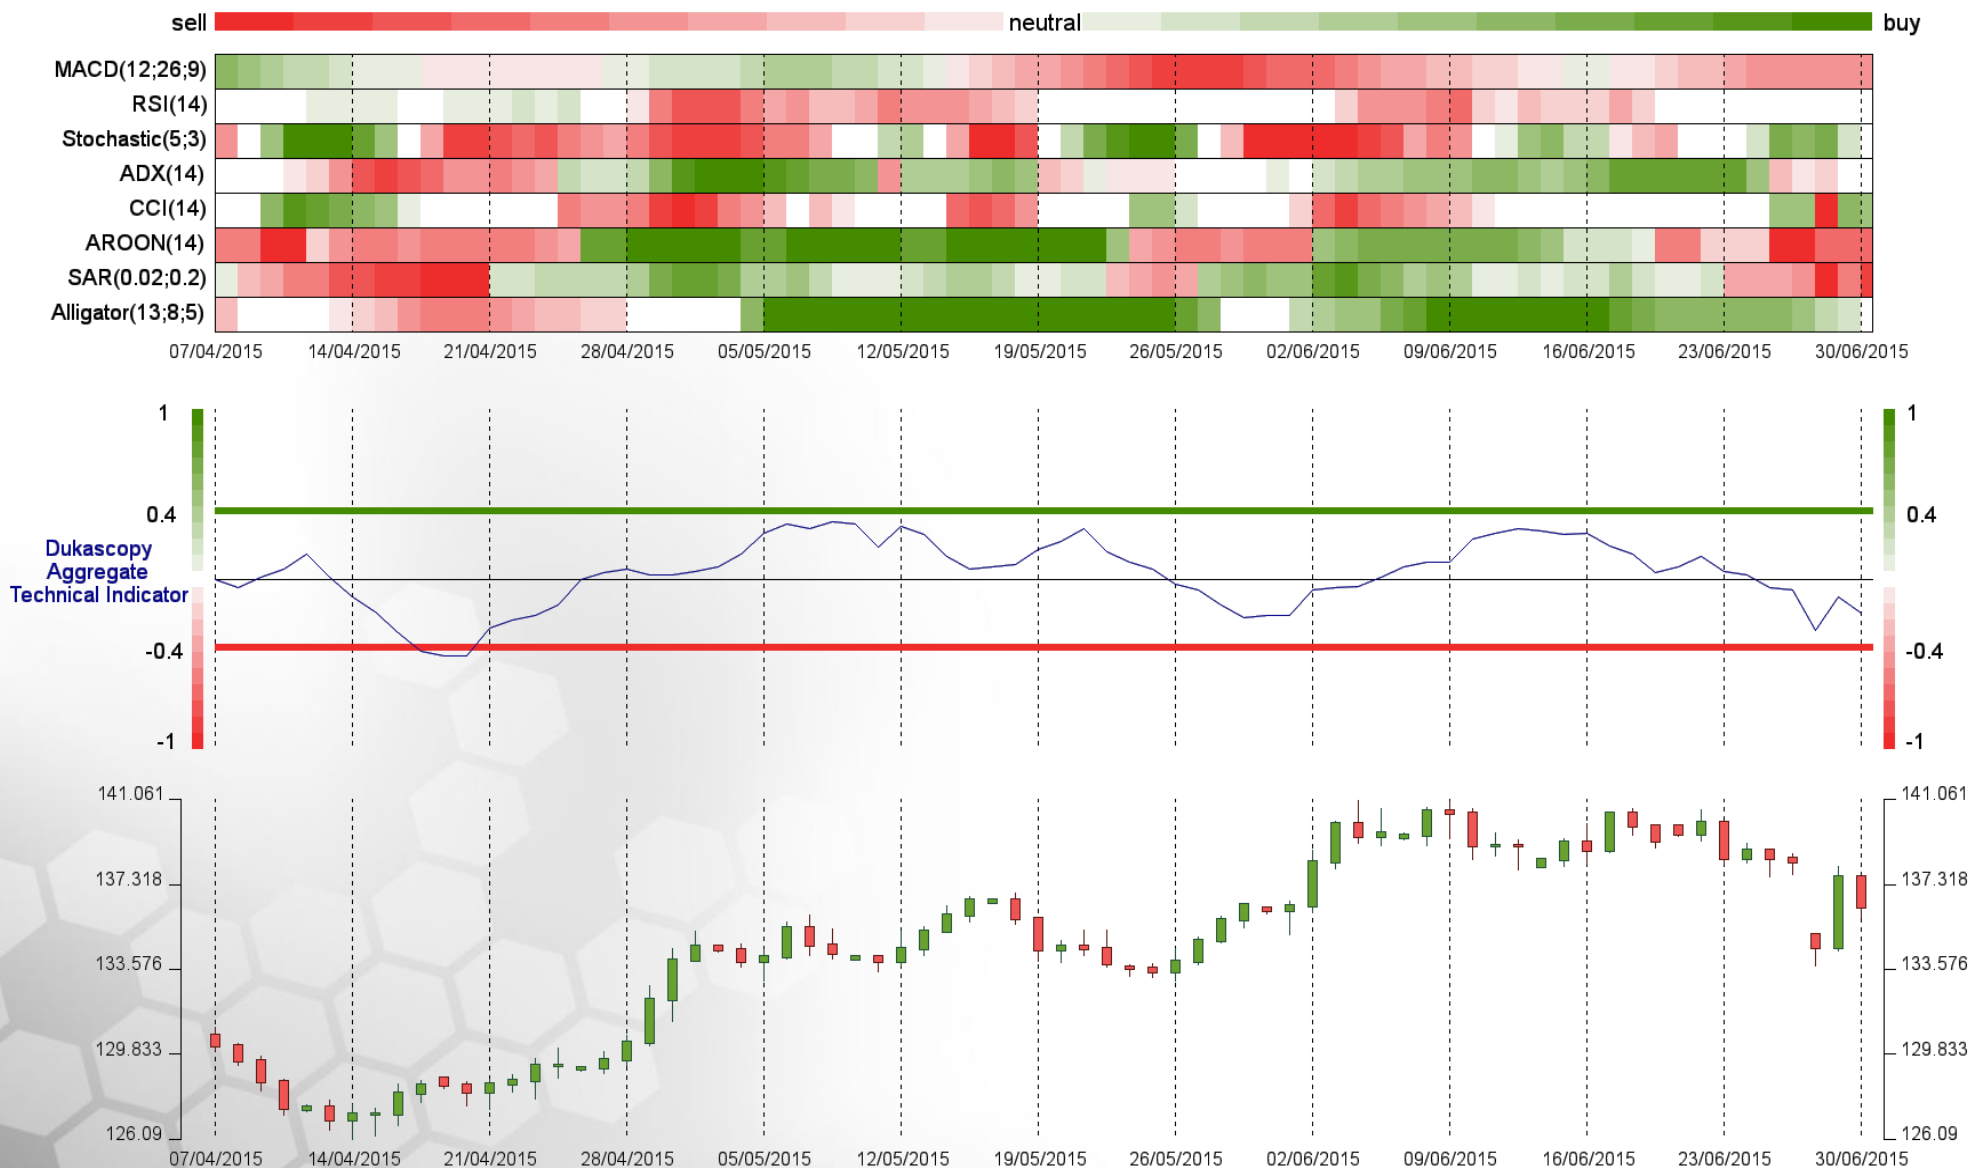 sell neutral buy
MACD(12;26;9)
RSI(14)
Stochastic(5;3)
ADX(14)
CCI(14)
AROON(14)
SAR(0.02;0.2)
Alligator(13;8;5)
07/04/2015 14/04/2015 21/04/2015 28/04/2015 05/05/2015 12/05/2015 19/05/2015 26/05/2015 02/06/2015 09/06/2015 16/06/2015 23/06/2015 30/06/2015
1 1
0.4 0.4
Dukascopy
Aggregate
Technical Indicator
-0.4 -0.4
-1 -1
141.061 141.061
137.318 137.318
133.576 133.576
129.833 129.833
126.09 126.09
07/04/2015 14/04/2015 21/04/2015 28/04/2015 05/05/2015 12/05/2015 19/05/2015 26/05/2015 02/06/2015 09/06/2015 16/06/2015 23/06/2015 30/06/2015